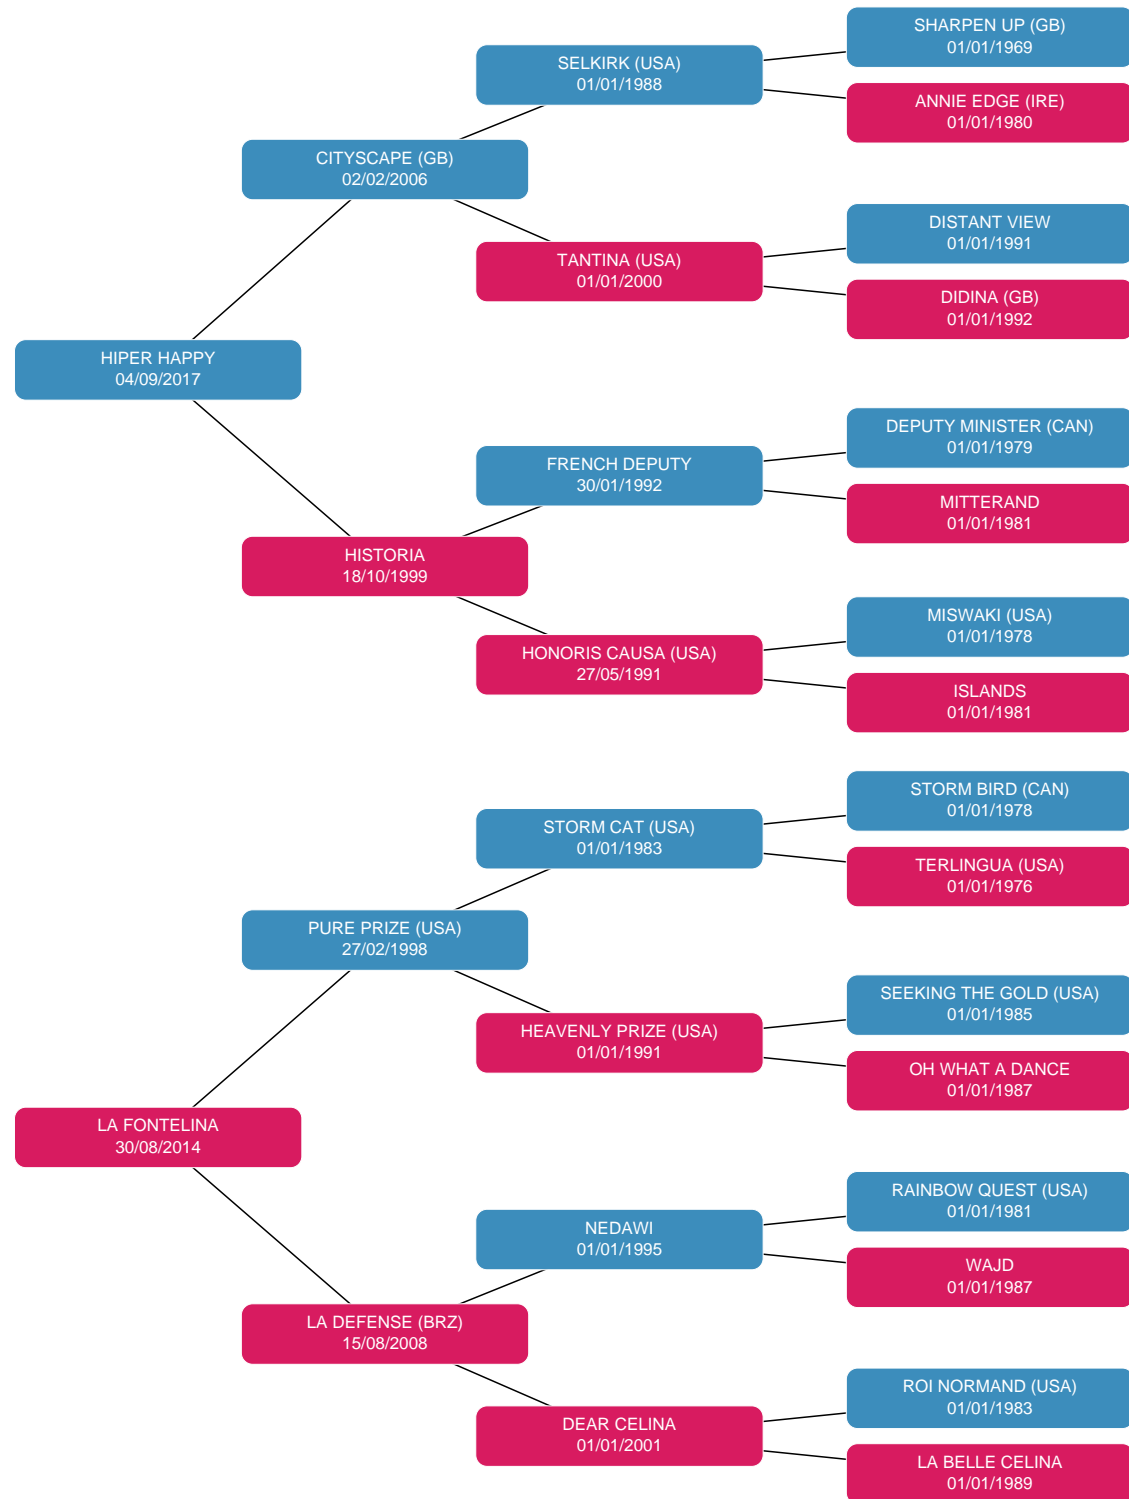 SHARPEN UP (GB)
01/01/1969
SELKIRK (USA)
01/01/1988
ANNIE EDGE (IRE)
01/01/1980
CITYSCAPE (GB)
02/02/2006
DISTANT VIEW
01/01/1991
TANTINA (USA)
01/01/2000
DIDINA (GB)
01/01/1992
HIPER HAPPY
04/09/2017
DEPUTY MINISTER (CAN)
01/01/1979
FRENCH DEPUTY
30/01/1992
MITTERAND
01/01/1981
HISTORIA
18/10/1999
MISWAKI (USA)
01/01/1978
HONORIS CAUSA (USA)
27/05/1991
ISLANDS
01/01/1981
STORM BIRD (CAN)
01/01/1978
STORM CAT (USA)
01/01/1983
TERLINGUA (USA)
01/01/1976
PURE PRIZE (USA)
27/02/1998
SEEKING THE GOLD (USA)
01/01/1985
HEAVENLY PRIZE (USA)
01/01/1991
OH WHAT A DANCE
01/01/1987
LA FONTELINA
30/08/2014
RAINBOW QUEST (USA)
01/01/1981
NEDAWI
01/01/1995
WAJD
01/01/1987
LA DEFENSE (BRZ)
15/08/2008
ROI NORMAND (USA)
01/01/1983
DEAR CELINA
01/01/2001
LA BELLE CELINA
01/01/1989